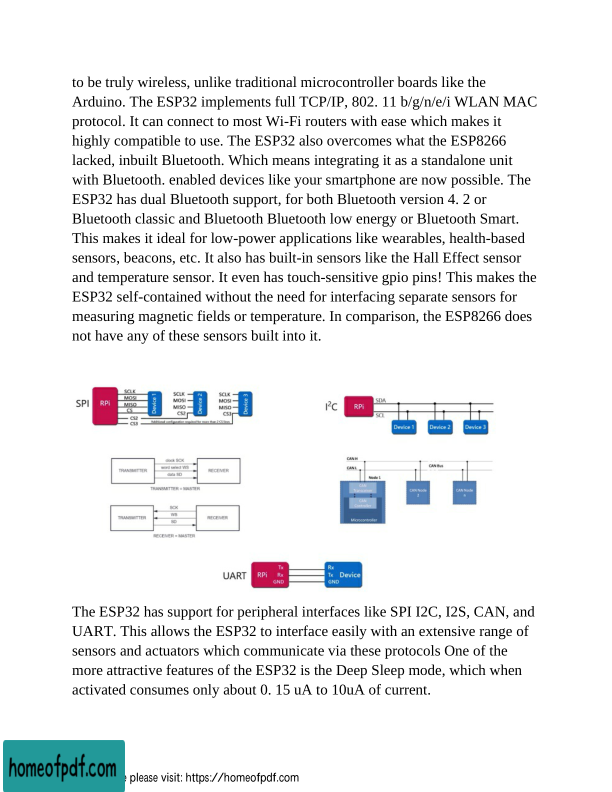 to be truly wireless, unlike traditional microcontroller boards like the
Arduino. The ESP32 implements full TCP/IP, 802. 11 b/g/n/e/i WLAN MAC
protocol. It can connect to most Wi-Fi routers with ease which makes it
highly compatible to use. The ESP32 also overcomes what the ESP8266
lacked, inbuilt Bluetooth. Which means integrating it as a standalone unit
with Bluetooth. enabled devices like your smartphone are now possible. The
ESP32 has dual Bluetooth support, for both Bluetooth version 4. 2 or
Bluetooth classic and Bluetooth Bluetooth low energy or Bluetooth Smart.
This makes it ideal for low-power applications like wearables, health-based
sensors, beacons, etc. It also has built-in sensors like the Hall Effect sensor
and temperature sensor. It even has touch-sensitive gpio pins! This makes the
ESP32 self-contained without the need for interfacing separate sensors for
measuring magnetic fields or temperature. In comparison, the ESP8266 does
not have any of these sensors built into it.
SPI
RPi
SCLK
MOSI
MISO
CS
CS2
CS3
Device 1
SCLK
MOSI
MISO
CS2
Device 2
SCLK
MOSI
MISO
CS3
Device 3
I²C
RPi
SDA
SCL
Device 1
Device 2
Device 3
TRANSMITTER
clock SCK
word select WS
data SD
RECEIVER
TRANSMITTER = MASTER
TRANSMITTER
SCK
WS
SD
RECEIVER
RECEIVER = MASTER
CAN H
CAN L
CAN Bus
Node 1
Microcontroller
CAN Node
CAN Node
UART
RPi
Tx
Rx
GND
Rx
Tx
GND
Device
The ESP32 has support for peripheral interfaces like SPI I2C, I2S, CAN, and
UART. This allows the ESP32 to interface easily with an extensive range of
sensors and actuators which communicate via these protocols One of the
more attractive features of the ESP32 is the Deep Sleep mode, which when
activated consumes only about 0. 15 uA to 10uA of current.
homeofpdf.com
please visit: https://homeofpdf.com